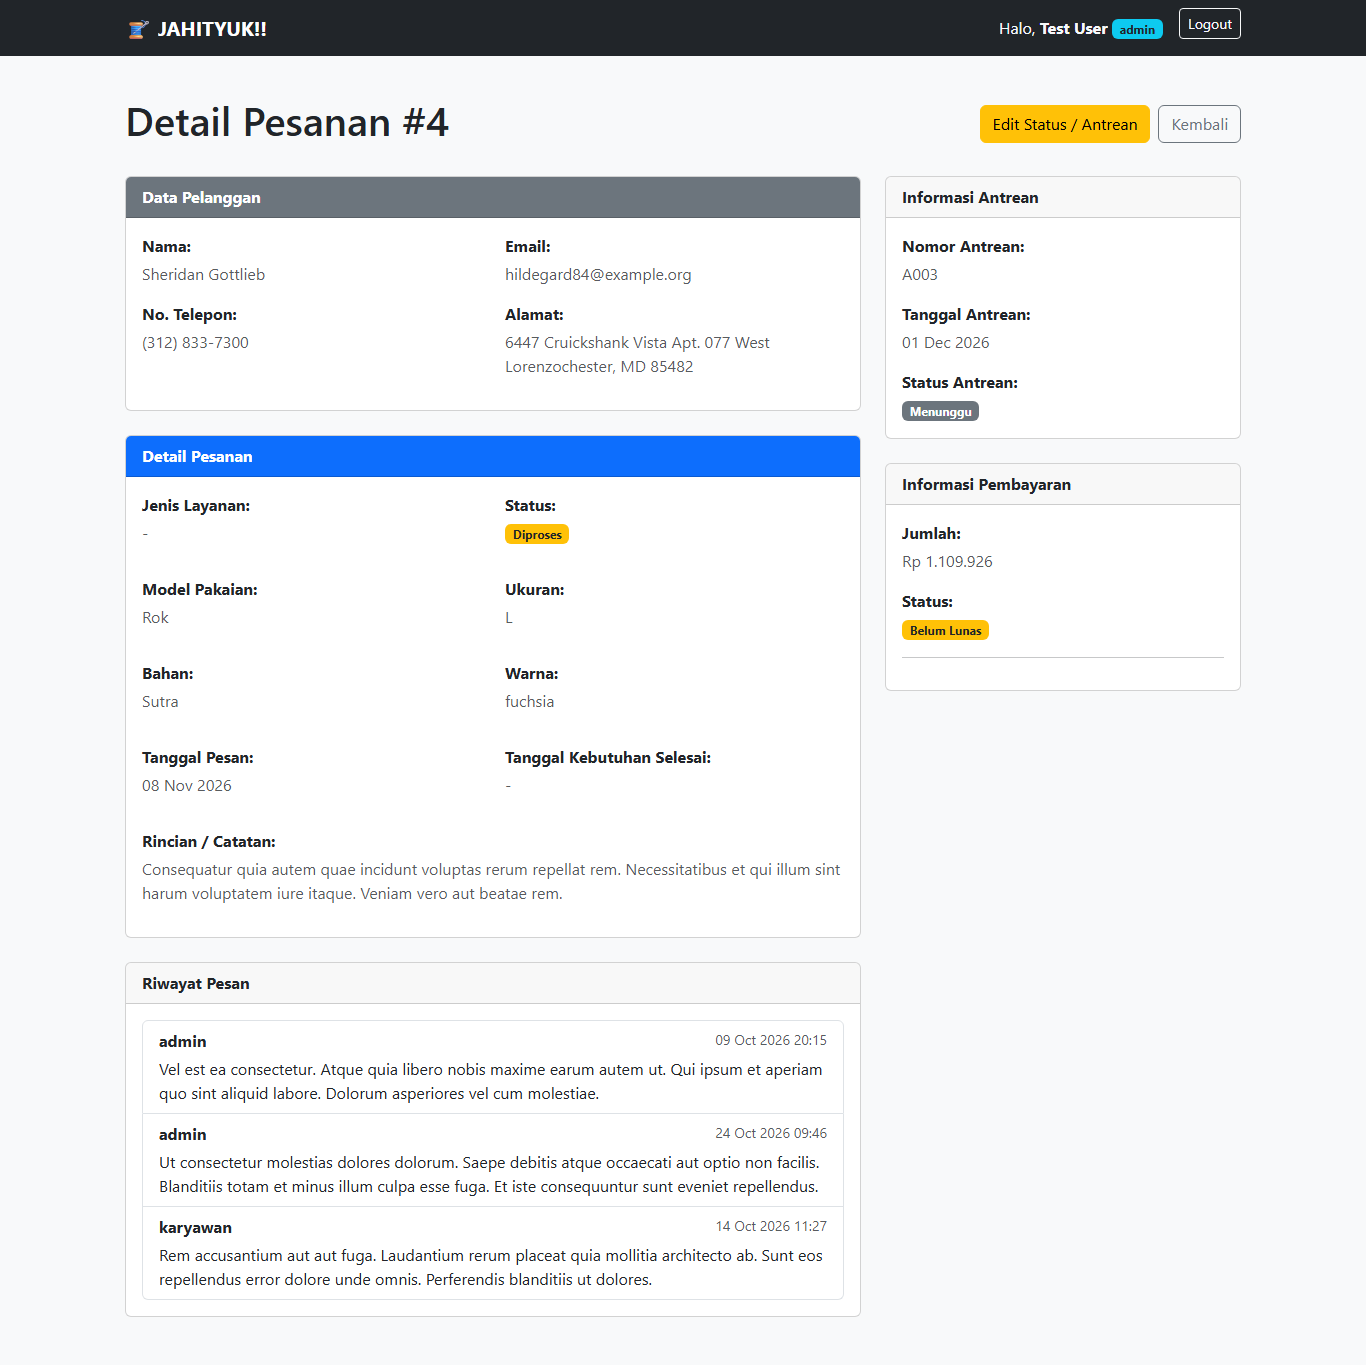 JAHITYUK!!
Halo, Test User admin
Logout
Detail Pesanan #4
Edit Status / Antrean
Kembali
Data Pelanggan
Nama:
Sheridan Gottlieb
Email:
hildegard84@example.org
No. Telepon:
(312) 833-7300
Alamat:
6447 Cruickshank Vista Apt. 077 West
Lorenzochester, MD 85482
Detail Pesanan
Jenis Layanan:
-
Status:
Diproses
Model Pakaian:
Rok
Ukuran:
L
Bahan:
Sutra
Warna:
fuchsia
Tanggal Pesan:
08 Nov 2026
Tanggal Kebutuhan Selesai:
-
Rincian / Catatan:
Consequatur quia autem quae incidunt voluptas rerum repellat rem. Necessitatibus et qui illum sint
harum voluptatem iure itaque. Veniam vero aut beatae rem.
Riwayat Pesan
admin
09 Oct 2026 20:15
Vel est ea consectetur. Atque quia libero nobis maxime earum autem ut. Qui ipsum et aperiam
quo sint aliquid labore. Dolorum asperiores vel cum molestiae.
admin
24 Oct 2026 09:46
Ut consectetur molestias dolores dolorum. Saepe debitis atque occaecati aut optio non facilis.
Blanditiis totam et minus illum culpa esse fuga. Et iste consequuntur sunt eveniet repellendus.
karyawan
14 Oct 2026 11:27
Rem accusantium aut aut fuga. Laudantium rerum placeat quia mollitia architecto ab. Sunt eos
repellendus error dolore unde omnis. Perferendis blanditiis ut dolores.
Informasi Antrean
Nomor Antrean:
A003
Tanggal Antrean:
01 Dec 2026
Status Antrean:
Menunggu
Informasi Pembayaran
Jumlah:
Rp 1.109.926
Status:
Belum Lunas